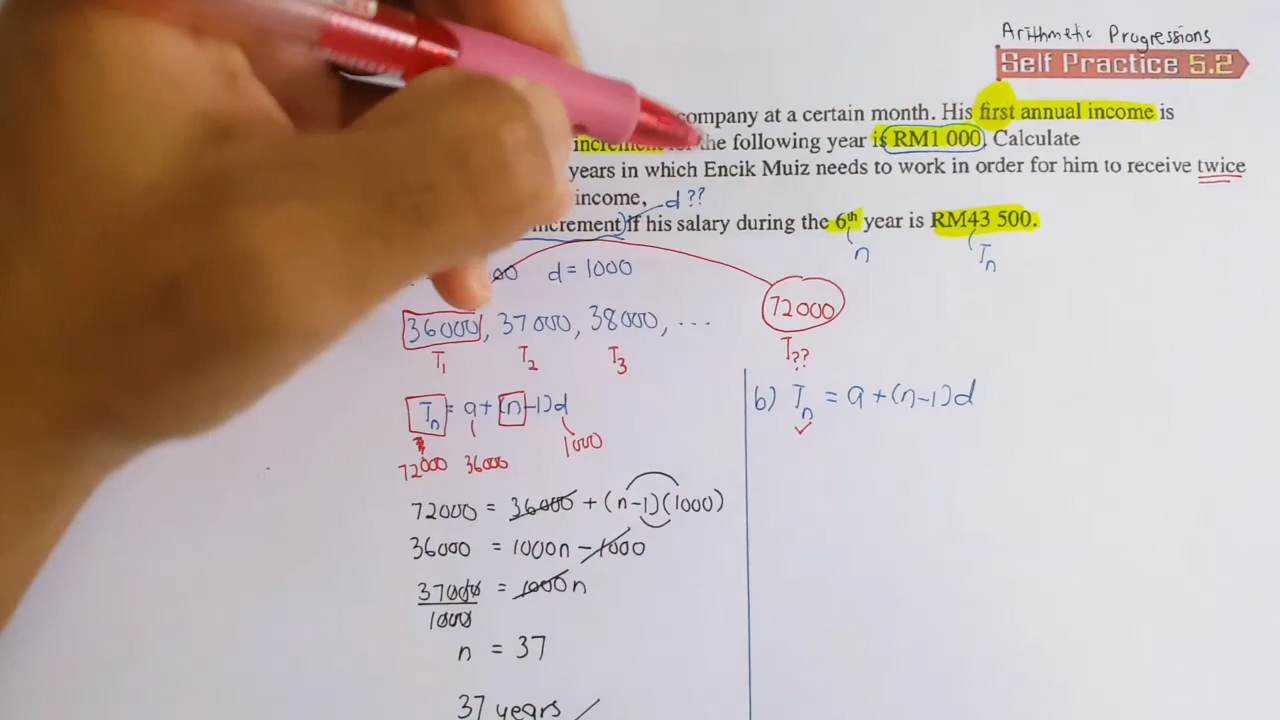 Arithmetic Progressions
Self Practice 5.2
company at a certain month. His first annual income is
increment for the following year is RM1 000. Calculate
years in which Encik Muiz needs to work in order for him to receive twice
income, d??
increment if his salary during the 6th year is RM43 500.
n Tn
d = 1000
36000, 37000, 38000, ... 72000
T1 T2 T3 T??
Tn = a + (n-1)d
72000 36000 1000
72000 = 36000 + (n-1)(1000)
36000 = 1000n - 1000
37000 = 1000n
1000
n = 37
37 years
b) Tn = a + (n-1)d